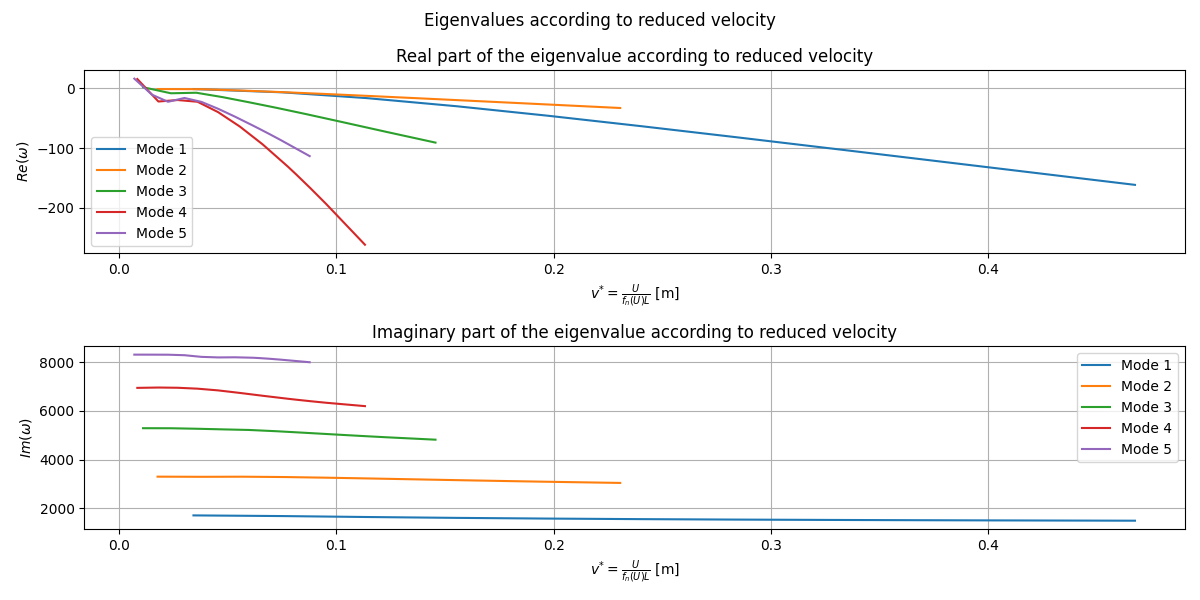 Eigenvalues according to reduced velocity
Real part of the eigenvalue according to reduced velocity
0
−100
−200
Re(ω)
Mode 1
Mode 2
Mode 3
Mode 4
Mode 5
0.0 0.1 0.2 0.3 0.4
v* = U / f_n(U)L [m]
Imaginary part of the eigenvalue according to reduced velocity
8000
6000
4000
2000
Im(ω)
Mode 1
Mode 2
Mode 3
Mode 4
Mode 5
0.0 0.1 0.2 0.3 0.4
v* = U / f_n(U)L [m]